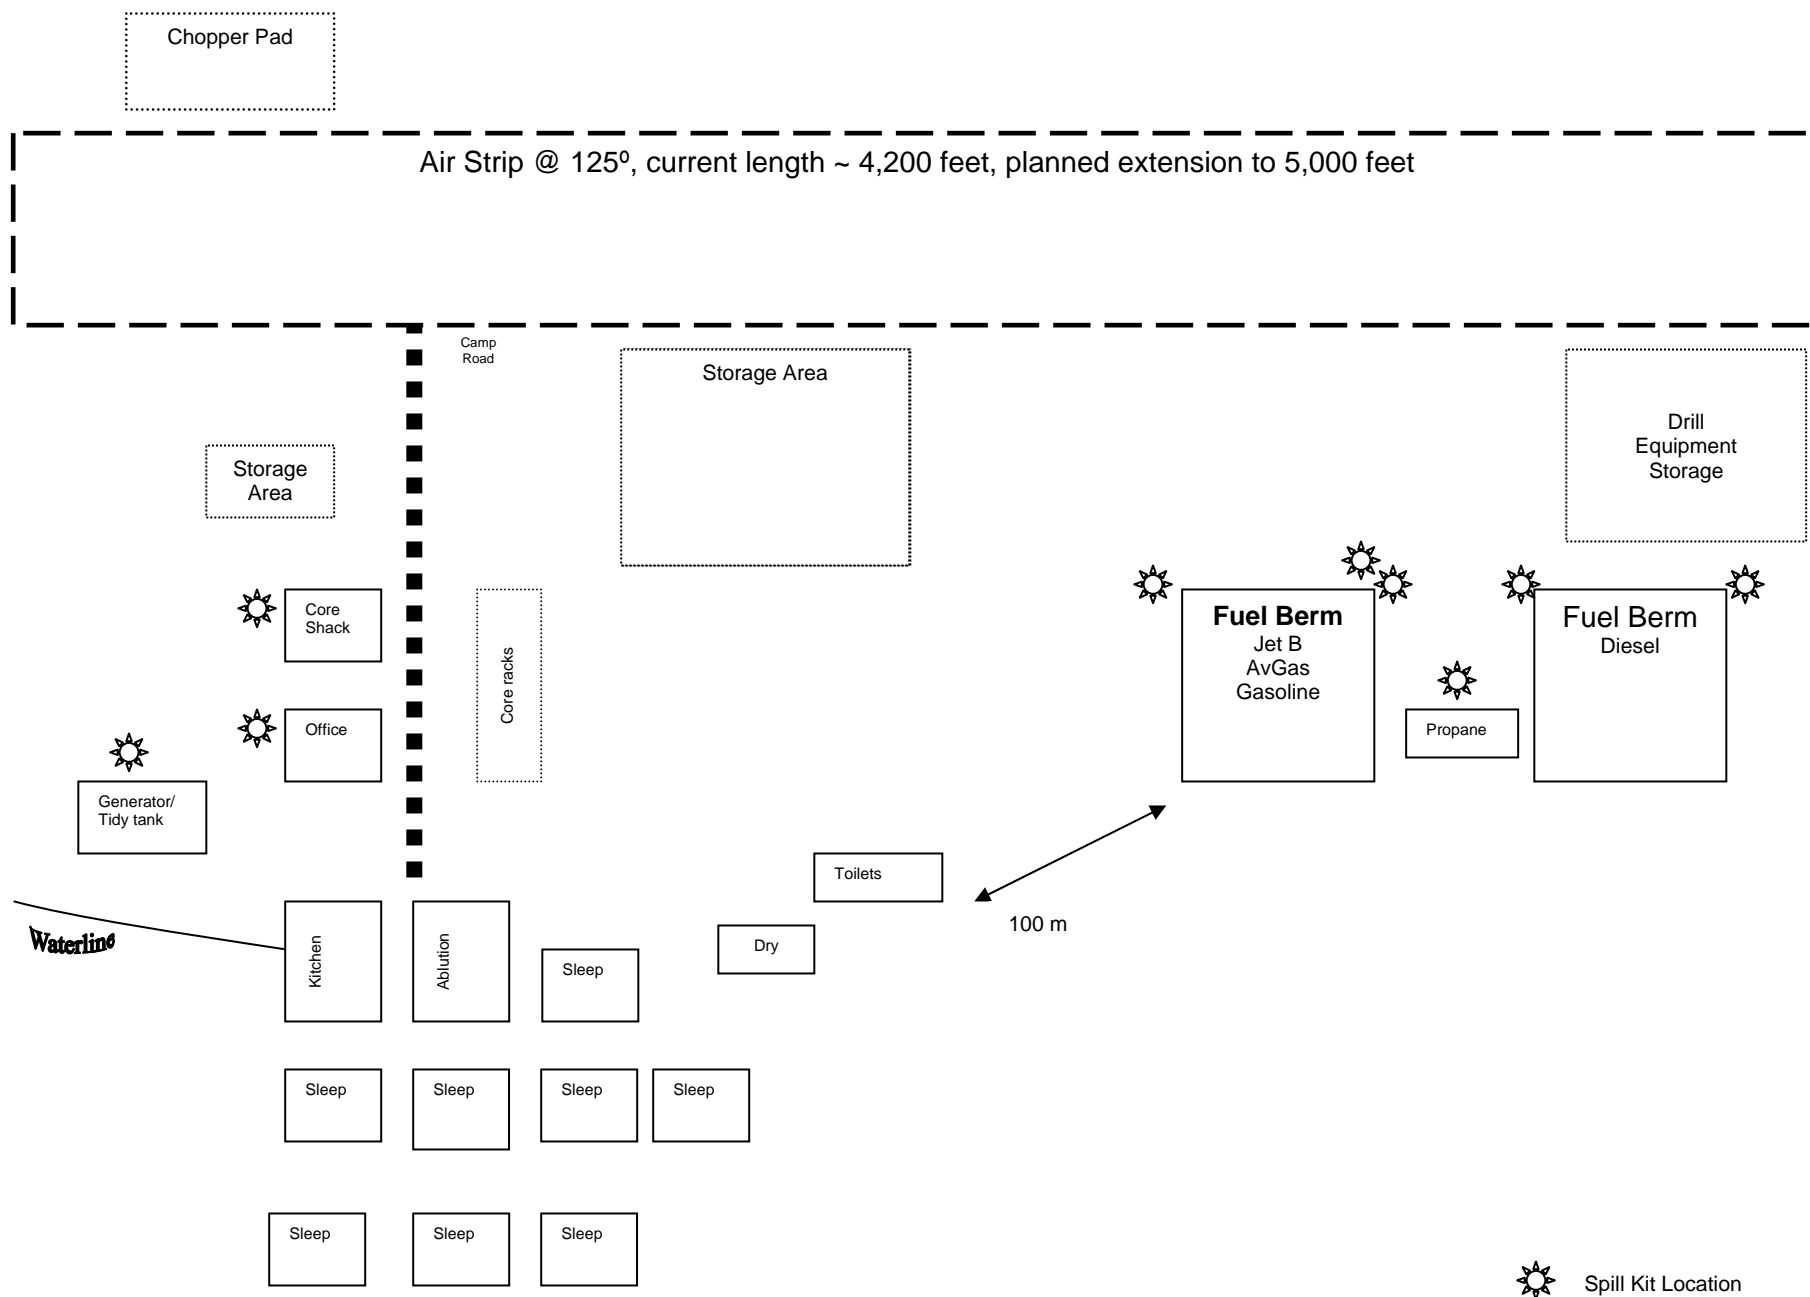 Chopper Pad
Air Strip @ 125º, current length ~ 4,200 feet, planned extension to 5,000 feet
Camp
Road
Storage Area
Drill
Equipment
Storage
Storage
Area
Core
Shack
Core racks
Fuel Berm
Jet B
AvGas
Gasoline
Fuel Berm
Diesel
Office
Propane
Generator/
Tidy tank
Toilets
100 m
Waterline
Kitchen
Ablution
Sleep
Dry
Sleep
Sleep
Sleep
Sleep
Sleep
Sleep
Sleep
Spill Kit Location